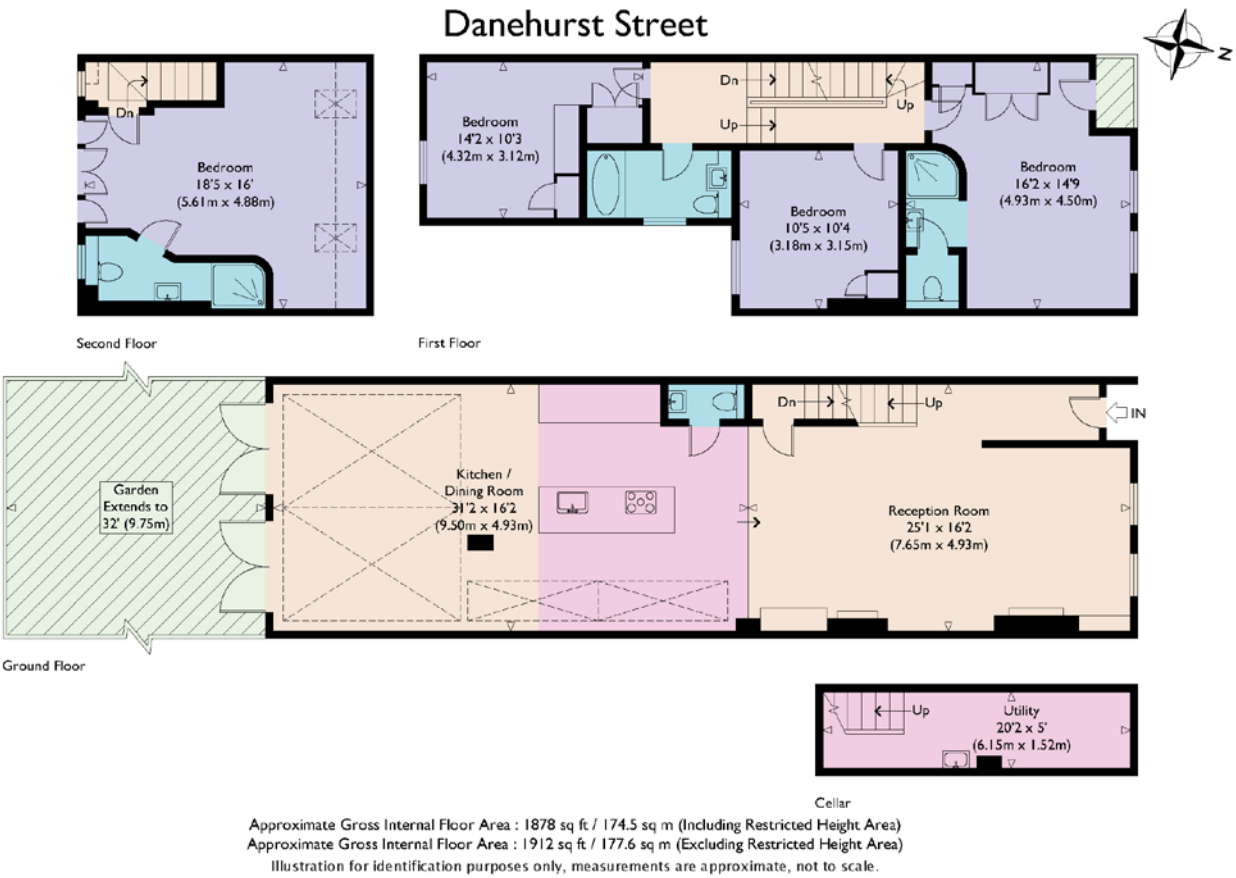 Danehurst Street
N
Dn
Bedroom
18'5 x 16'
(5.61m x 4.88m)
Second Floor
Bedroom
14'2 x 10'3
(4.32m x 3.12m)
Dn
Up
Up
Bedroom
10'5 x 10'4
(3.18m x 3.15m)
Bedroom
16'2 x 14'9
(4.93m x 4.50m)
First Floor
Garden
Extends to
32' (9.75m)
Kitchen /
Dining Room
31'2 x 16'2
(9.50m x 4.93m)
Dn
Up
IN
Reception Room
25'1 x 16'2
(7.65m x 4.93m)
Ground Floor
Up
Utility
20'2 x 5'
(6.15m x 1.52m)
Cellar
Approximate Gross Internal Floor Area : 1878 sq ft / 174.5 sq m (Including Restricted Height Area)
Approximate Gross Internal Floor Area : 1912 sq ft / 177.6 sq m (Excluding Restricted Height Area)
Illustration for identification purposes only, measurements are approximate, not to scale.